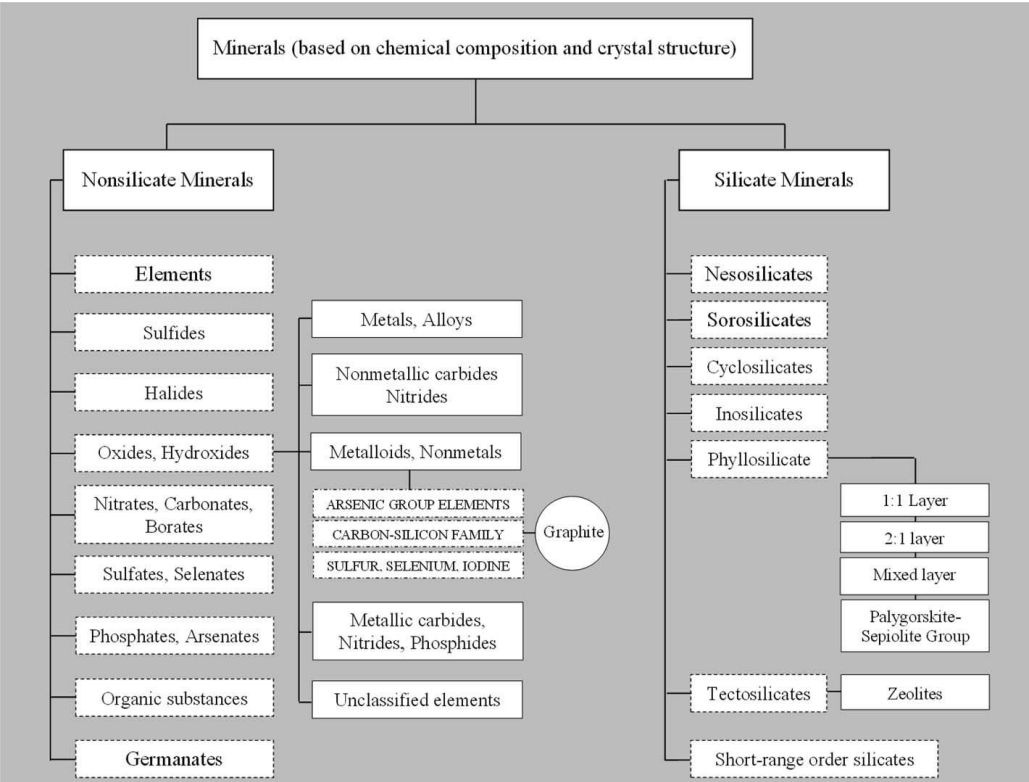 Minerals (based on chemical composition and crystal structure)
Nonsilicate Minerals
Elements
Sulfides
Halides
Oxides, Hydroxides
Nitrates, Carbonates,
Borates
Sulfates, Selenates
Phosphates, Arsenates
Organic substances
Germanates
Metals, Alloys
Nonmetallic carbides
Nitrides
Metalloids, Nonmetals
ARSENIC GROUP ELEMENTS
CARBON-SILICON FAMILY
SULFUR, SELENIUM, IODINE
Graphite
Metallic carbides,
Nitrides, Phosphides
Unclassified elements
Silicate Minerals
Nesosilicates
Sorosilicates
Cyclosilicates
Inosilicates
Phyllosilicate
1:1 Layer
2:1 layer
Mixed layer
Palygorskite-
Sepiolite Group
Tectosilicates
Zeolites
Short-range order silicates